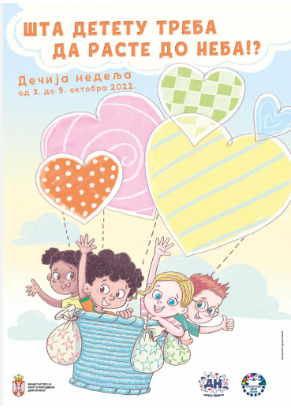 ШТА ДЕТЕТУ ТРЕБА
ДА РАСТЕ ДО НЕБА!?
Дечија недеља
од 3. до 9. октобра 2022.